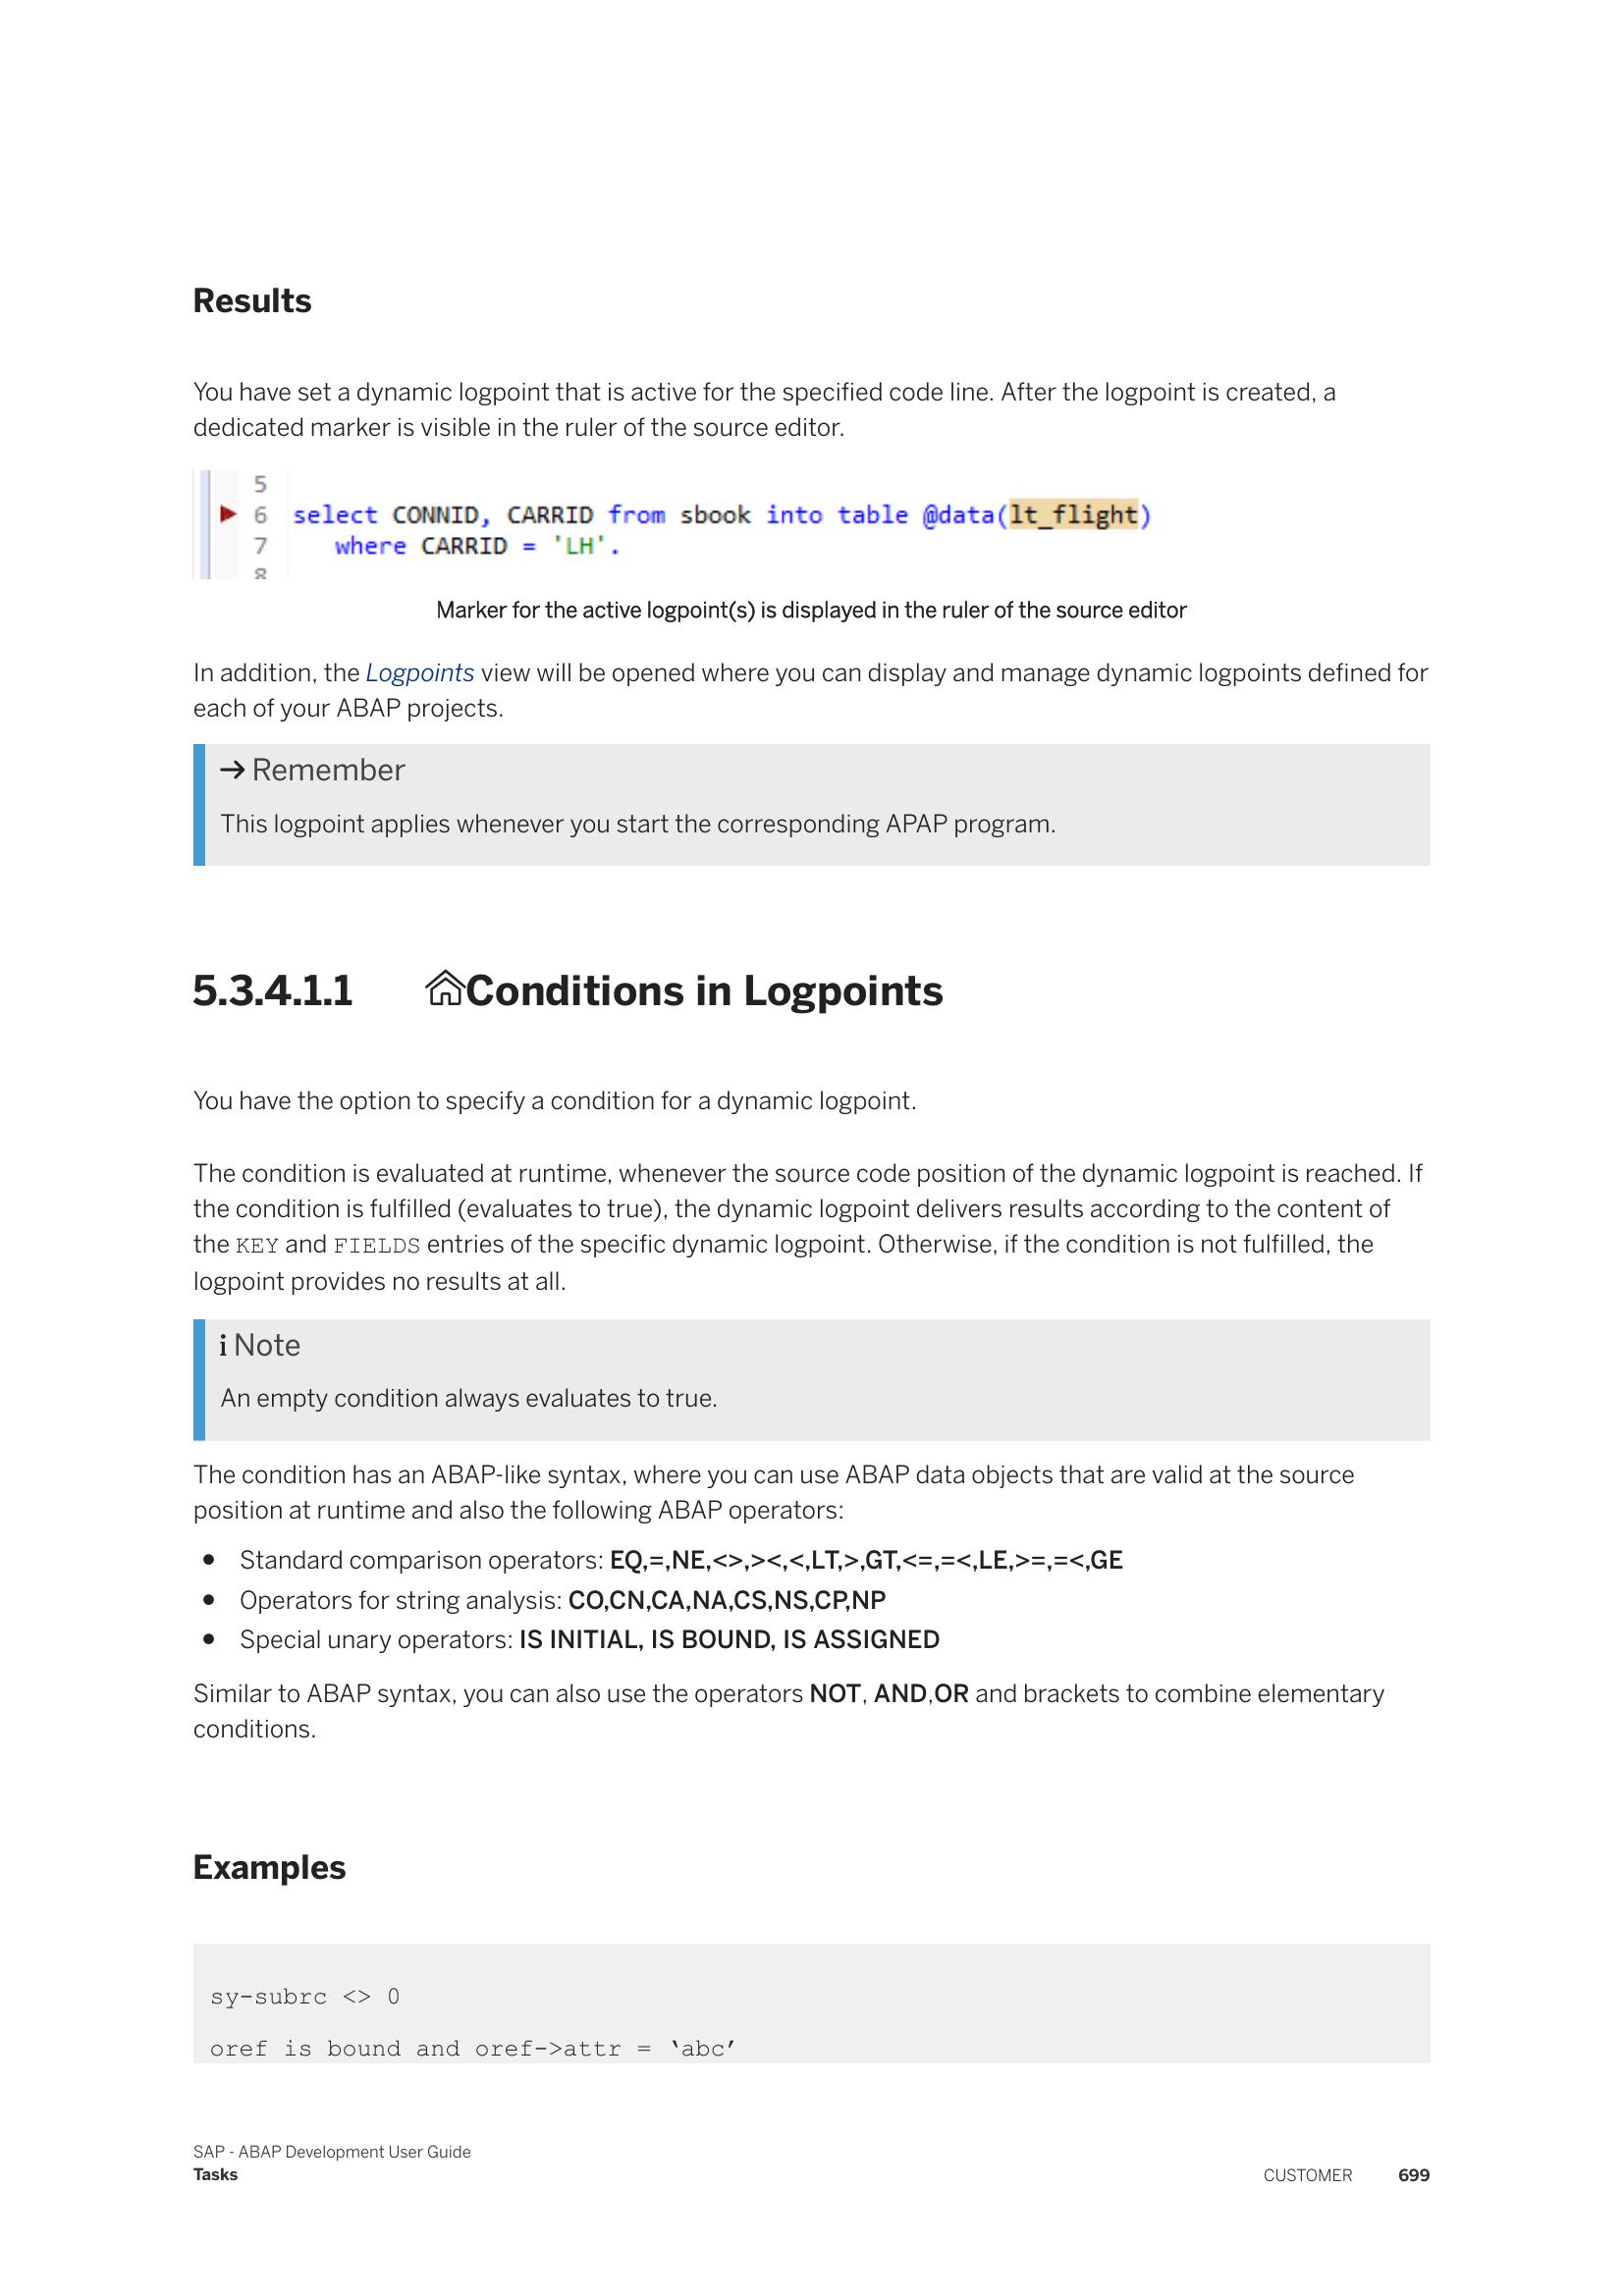 Results
You have set a dynamic logpoint that is active for the specified code line. After the logpoint is created, a
dedicated marker is visible in the ruler of the source editor.
5
6 select CONNID, CARRID from sbook into table @data(lt_flight)
7 where CARRID = 'LH'.
8
Marker for the active logpoint(s) is displayed in the ruler of the source editor
In addition, the Logpoints view will be opened where you can display and manage dynamic logpoints defined for
each of your ABAP projects.
→ Remember
This logpoint applies whenever you start the corresponding APAP program.
5.3.4.1.1 Conditions in Logpoints
You have the option to specify a condition for a dynamic logpoint.
The condition is evaluated at runtime, whenever the source code position of the dynamic logpoint is reached. If
the condition is fulfilled (evaluates to true), the dynamic logpoint delivers results according to the content of
the KEY and FIELDS entries of the specific dynamic logpoint. Otherwise, if the condition is not fulfilled, the
logpoint provides no results at all.
i Note
An empty condition always evaluates to true.
The condition has an ABAP-like syntax, where you can use ABAP data objects that are valid at the source
position at runtime and also the following ABAP operators:
• Standard comparison operators: EQ,=,NE,<>,><,<,LT,>,GT,<=,=<,LE,>=,=<,GE
• Operators for string analysis: CO,CN,CA,NA,CS,NS,CP,NP
• Special unary operators: IS INITIAL, IS BOUND, IS ASSIGNED
Similar to ABAP syntax, you can also use the operators NOT, AND,OR and brackets to combine elementary
conditions.
Examples
sy-subrc <> 0
oref is bound and oref->attr = ‛abc’
SAP - ABAP Development User Guide
Tasks
CUSTOMER 699